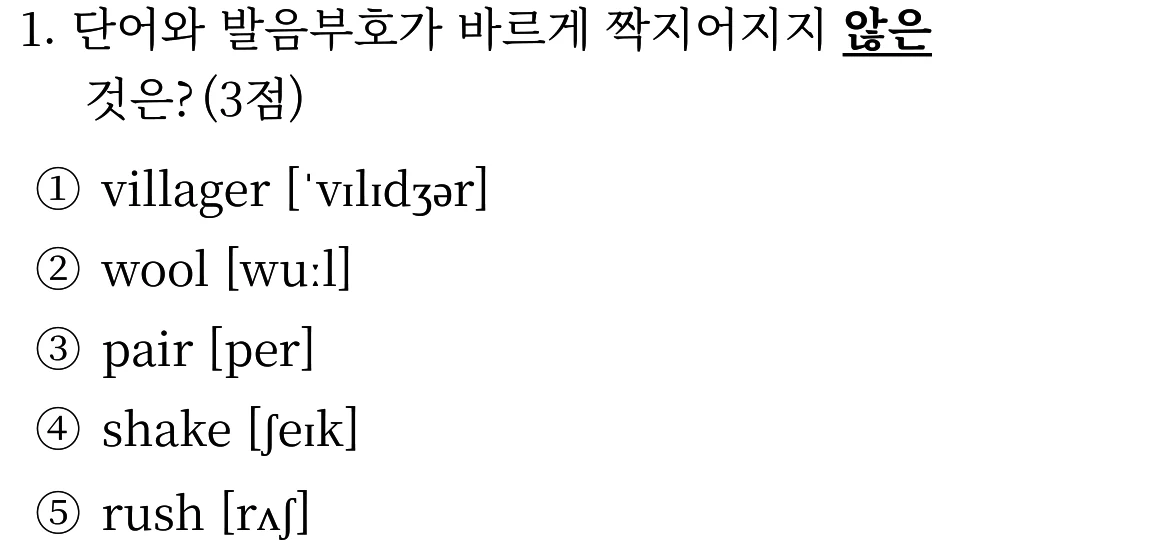 1. 단어와 발음부호가 바르게 짝지어지지 않은
것은?(3점)
① villager [ˈvɪlɪdʒər]
② wool [wuːl]
③ pair [per]
④ shake [ʃeɪk]
⑤ rush [rʌʃ]